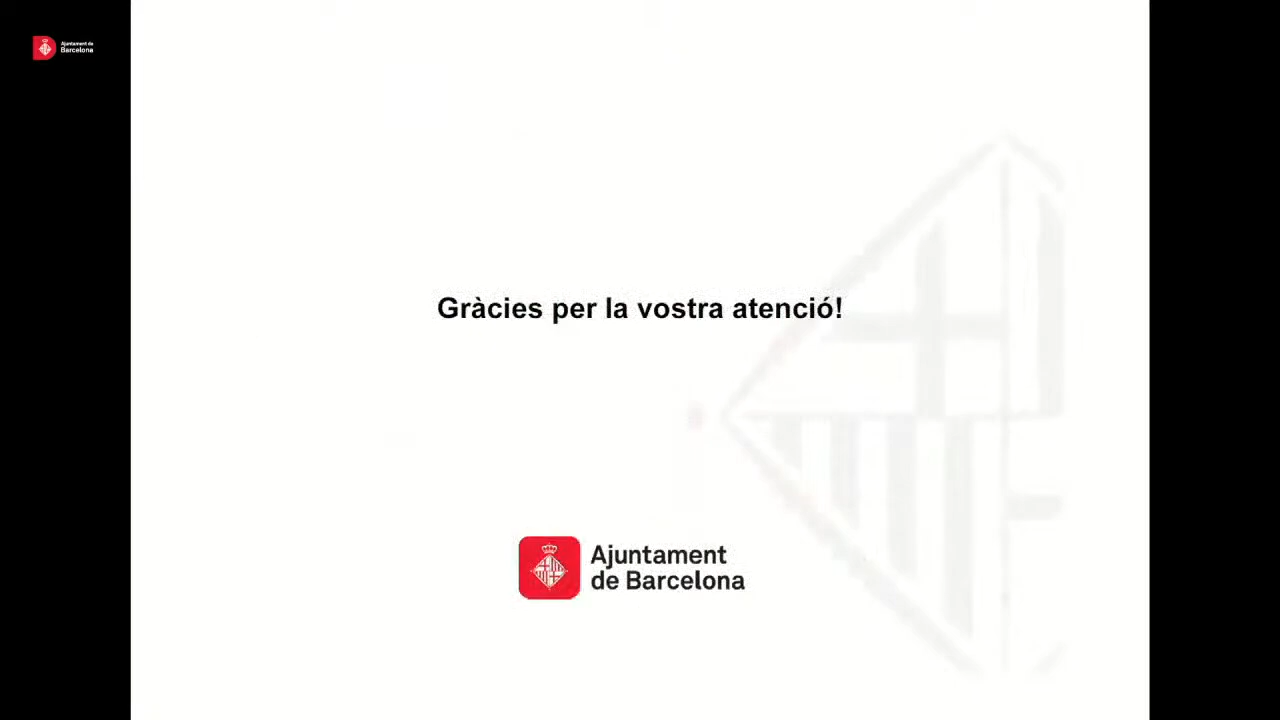 Ajuntament de
Barcelona
Gràcies per la vostra atenció!
Ajuntament
de Barcelona